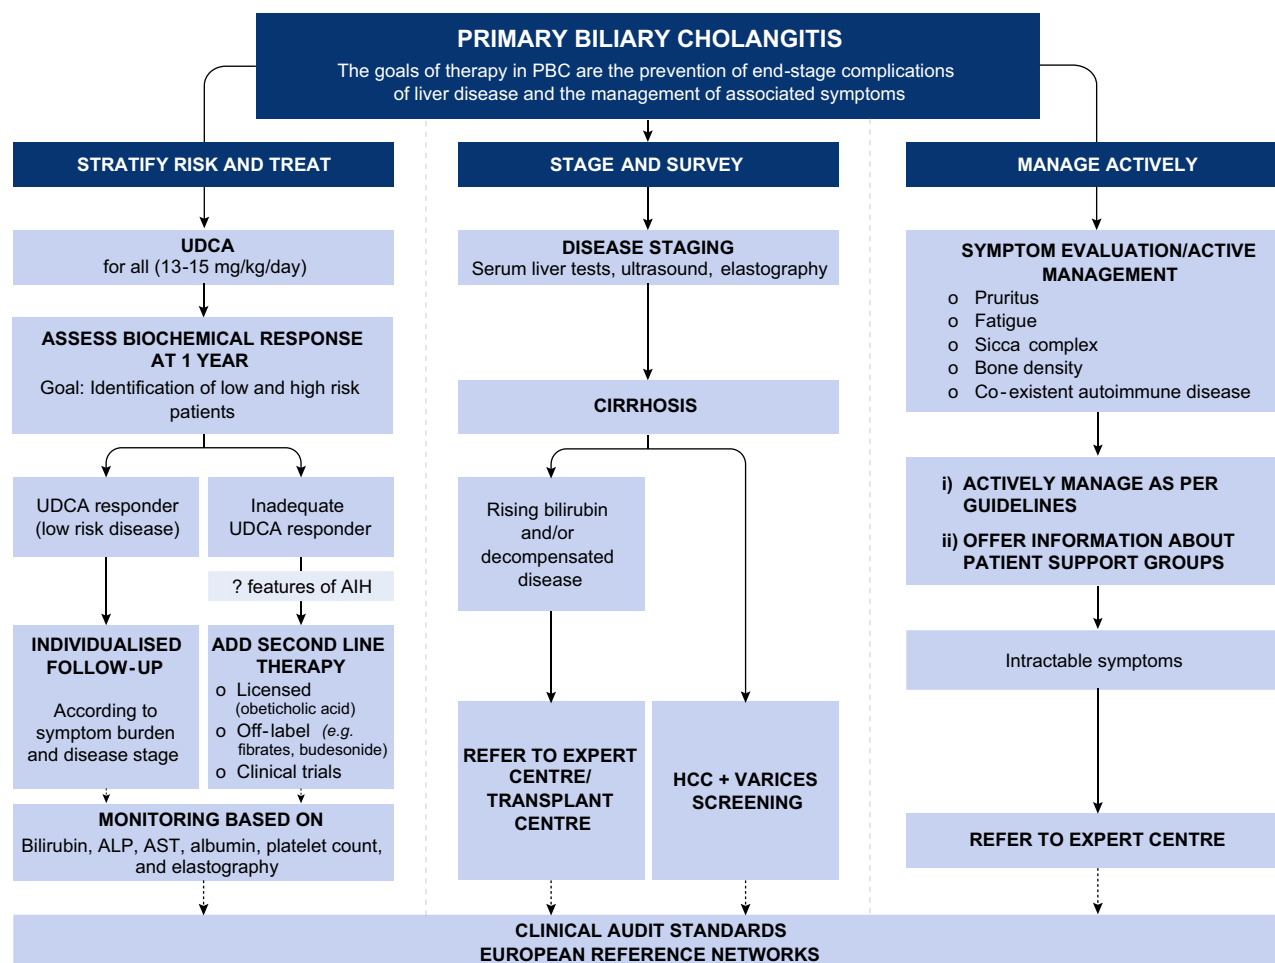 PRIMARY BILIARY CHOLANGITIS
The goals of therapy in PBC are the prevention of end-stage complications
of liver disease and the management of associated symptoms
STRATIFY RISK AND TREAT
UDCA
for all (13-15 mg/kg/day)
ASSESS BIOCHEMICAL RESPONSE
AT 1 YEAR
Goal: Identification of low and high risk
patients
UDCA responder
(low risk disease)
Inadequate
UDCA responder
? features of AIH
INDIVIDUALISED
FOLLOW-UP
According to
symptom burden
and disease stage
ADD SECOND LINE
THERAPY
o Licensed
(obeticholic acid)
o Off-label (e.g.
fibrates, budesonide)
o Clinical trials
MONITORING BASED ON
Bilirubin, ALP, AST, albumin, platelet count,
and elastography
STAGE AND SURVEY
DISEASE STAGING
Serum liver tests, ultrasound, elastography
CIRRHOSIS
Rising bilirubin
and/or
decompensated
disease
REFER TO EXPERT
CENTRE/
TRANSPLANT
CENTRE
HCC + VARICES
SCREENING
MANAGE ACTIVELY
SYMPTOM EVALUATION/ACTIVE
MANAGEMENT
o Pruritus
o Fatigue
o Sicca complex
o Bone density
o Co-existent autoimmune disease
i) ACTIVELY MANAGE AS PER
GUIDELINES
ii) OFFER INFORMATION ABOUT
PATIENT SUPPORT GROUPS
Intractable symptoms
REFER TO EXPERT CENTRE
CLINICAL AUDIT STANDARDS
EUROPEAN REFERENCE NETWORKS